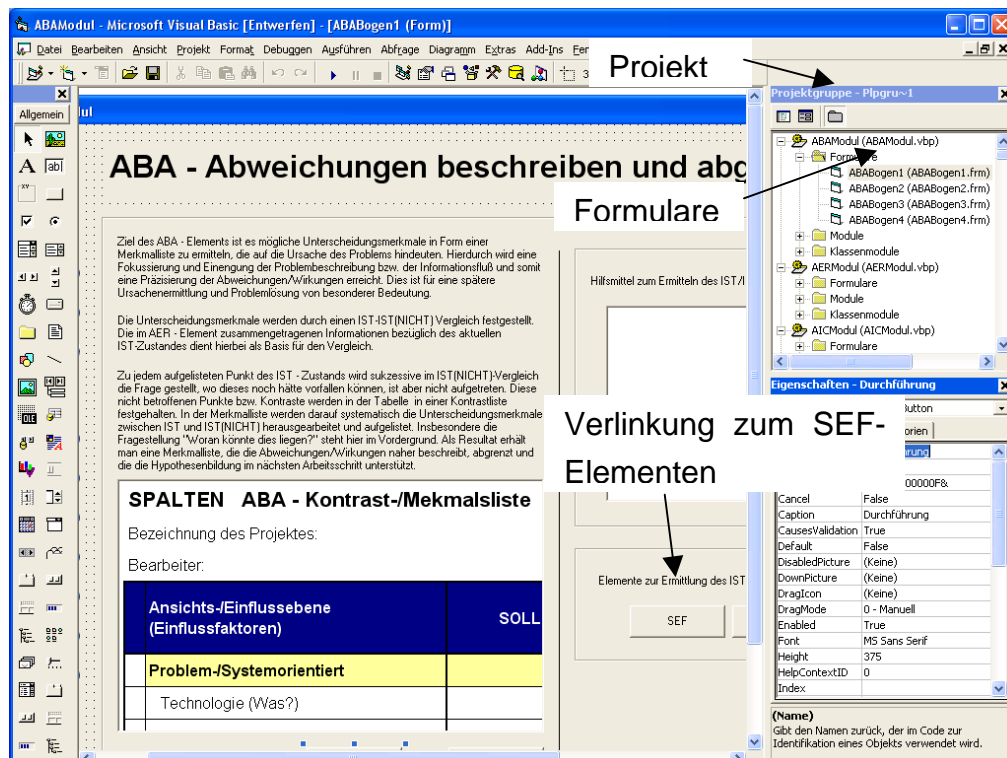 ABAModul - Microsoft Visual Basic [Entwerfen] - [ABABogen1 (Form)]
Datei Bearbeiten Ansicht Projekt Format Debuggen Ausführen Abfrage Diagramm Extras Add-Ins
Projekt
Projektgruppe - Plpgru~1
Allgemein
ABAModul (ABAModul.vbp)
Formulare
ABABogen1 (ABABogen1.frm)
ABABogen2 (ABABogen2.frm)
ABABogen3 (ABABogen3.frm)
ABABogen4 (ABABogen4.frm)
Module
Klassenmodule
AERModul (AERModul.vbp)
Formulare
Module
Klassenmodule
AICModul (AICModul.vbp)
Formulare
ABA - Abweichungen beschreiben und abg
Formulare
Ziel des ABA - Elements ist es mögliche Unterscheidungsmerkmale in Form einer
Merkmalliste zu ermitteln, die auf die Ursache des Problems hindeuten. Hierdurch wird eine
Fokussierung und Einengung der Problembeschreibung bzw. der Informationsfluß und somit
eine Präzisierung der Abweichungen/Wirkungen erreicht. Dies ist für eine spätere
Ursachenermittlung und Problemlösung von besonderer Bedeutung.
Die Unterscheidungsmerkmale werden durch einen IST-IST(NICHT) Vergleich festgestellt.
Die im AER - Element zusammengetragenen Informationen bezüglich des aktuellen
IST-Zustandes dient hierbei als Basis für den Vergleich.
Zu jedem aufgelisteten Punkt des IST - Zustands wird sukzessive im IST(NICHT)-Vergleich
die Frage gestellt, wo dieses noch hätte vorfallen können, ist aber nicht aufgetreten. Diese
nicht betroffenen Punkte bzw. Kontraste werden in der Tabelle in einer Kontrastliste
festgehalten. In der Merkmalliste werden darauf systematisch die Unterscheidungsmerkmale
zwischen IST und IST(NICHT) herausgearbeitet und aufgelistet. Insbesondere die
Fragestellung "Woran könnte dies liegen?" steht hier im Vordergrund. Als Resultat erhält
man eine Merkmalliste, die die Abweichungen/Wirkungen naher beschreibt, abgrenzt und
die die Hypothesenbildung im nächsten Arbeitsschritt unterstützt.
Hilfsmittel zum Ermitteln des IST/I
Verlinkung zum SEF-
Elementen
SPALTEN ABA - Kontrast-/Mekmalsliste
Bezeichnung des Projektes:
Bearbeiter:
Ansichts-/Einflussebene
(Einflussfaktoren)
SOLL
Problem-/Systemorientiert
Technologie (Was?)
Elemente zur Ermittlung des IST
SEF
Eigenschaften - Durchführung
Cancel False
Caption Durchführung
CausesValidation True
Default False
DisabledPicture (Keine)
DownPicture (Keine)
DragIcon (Keine)
DragMode 0 - Manuell
Enabled True
Font MS Sans Serif
Height 375
HelpContextID 0
Index
(Name)
Gibt den Namen zurück, der im Code zur
Identifikation eines Objekts verwendet wird.